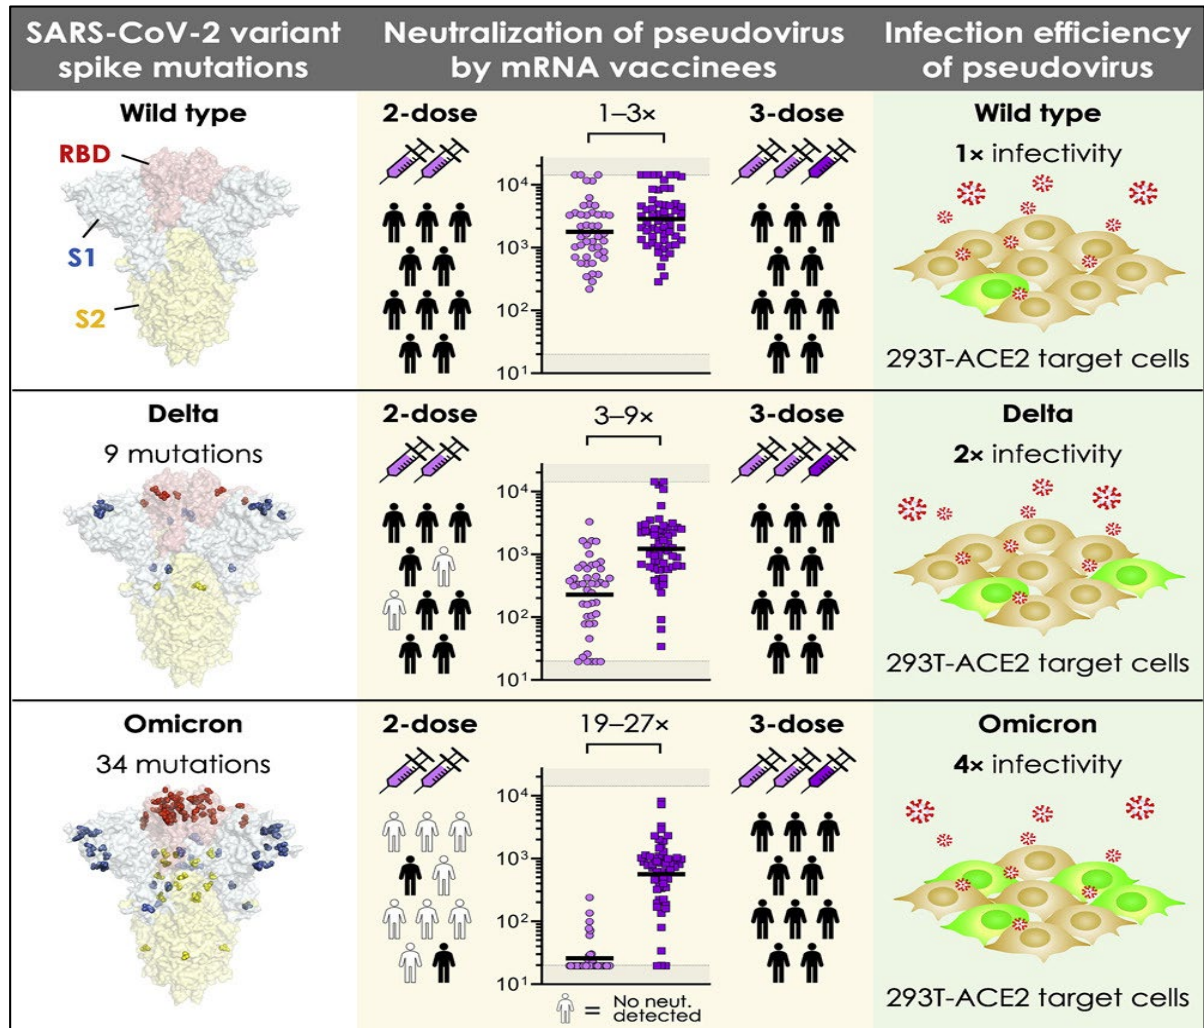 SARS-CoV-2 variant
spike mutations
Neutralization of pseudovirus
by mRNA vaccinees
Infection efficiency
of pseudovirus
Wild type
RBD
S1
S2
2-dose
1–3×
3-dose
10⁴
10³
10²
10¹
Wild type
1× infectivity
293T-ACE2 target cells
Delta
9 mutations
2-dose
3–9×
3-dose
10⁴
10³
10²
10¹
Delta
2× infectivity
293T-ACE2 target cells
Omicron
34 mutations
2-dose
19–27×
3-dose
10⁴
10³
10²
10¹
= No neut.
detected
Omicron
4× infectivity
293T-ACE2 target cells